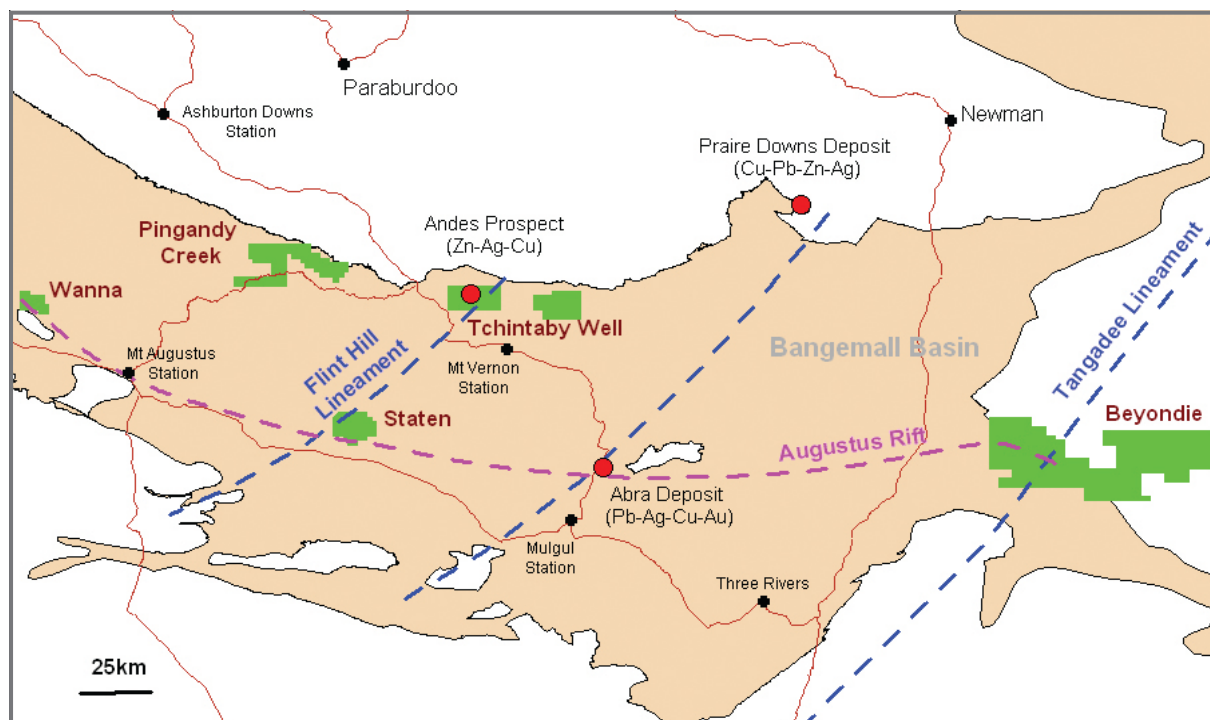 Paraburdoo
Ashburton Downs
Station
Newman
Praire Downs Deposit
(Cu-Pb-Zn-Ag)
Andes Prospect
(Zn-Ag-Cu)
Pingandy
Creek
Wanna
Tchintaby Well
Mt Augustus
Station
Flint Hill
Lineament
Mt Vernon
Station
Bangemall Basin
Tangadee Lineament
Staten
Beyondie
Augustus Rift
Abra Deposit
(Pb-Ag-Cu-Au)
Mulgul
Station
Three Rivers
25km